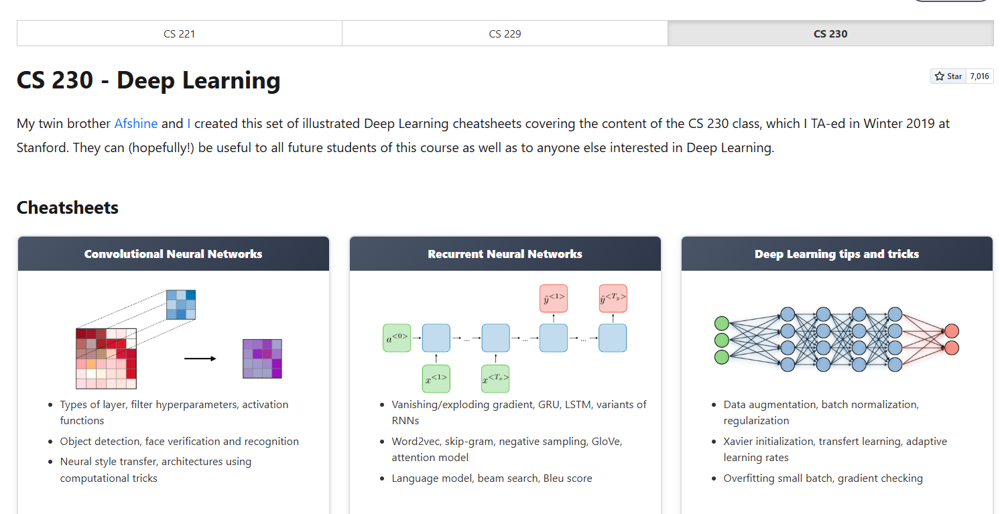 CS 221
CS 229
CS 230
CS 230 - Deep Learning
Star 7,016
My twin brother Afshine and I created this set of illustrated Deep Learning cheatsheets covering the content of the CS 230 class, which I TA-ed in Winter 2019 at
Stanford. They can (hopefully!) be useful to all future students of this course as well as to anyone else interested in Deep Learning.
Cheatsheets
Convolutional Neural Networks
• Types of layer, filter hyperparameters, activation
functions
• Object detection, face verification and recognition
• Neural style transfer, architectures using
computational tricks
Recurrent Neural Networks
ŷ<1> ŷ<Ty>
a<0> ... ... ...
x<1> x<Tx>
• Vanishing/exploding gradient, GRU, LSTM, variants of
RNNs
• Word2vec, skip-gram, negative sampling, GloVe,
attention model
• Language model, beam search, Bleu score
Deep Learning tips and tricks
• Data augmentation, batch normalization,
regularization
• Xavier initialization, transfert learning, adaptive
learning rates
• Overfitting small batch, gradient checking